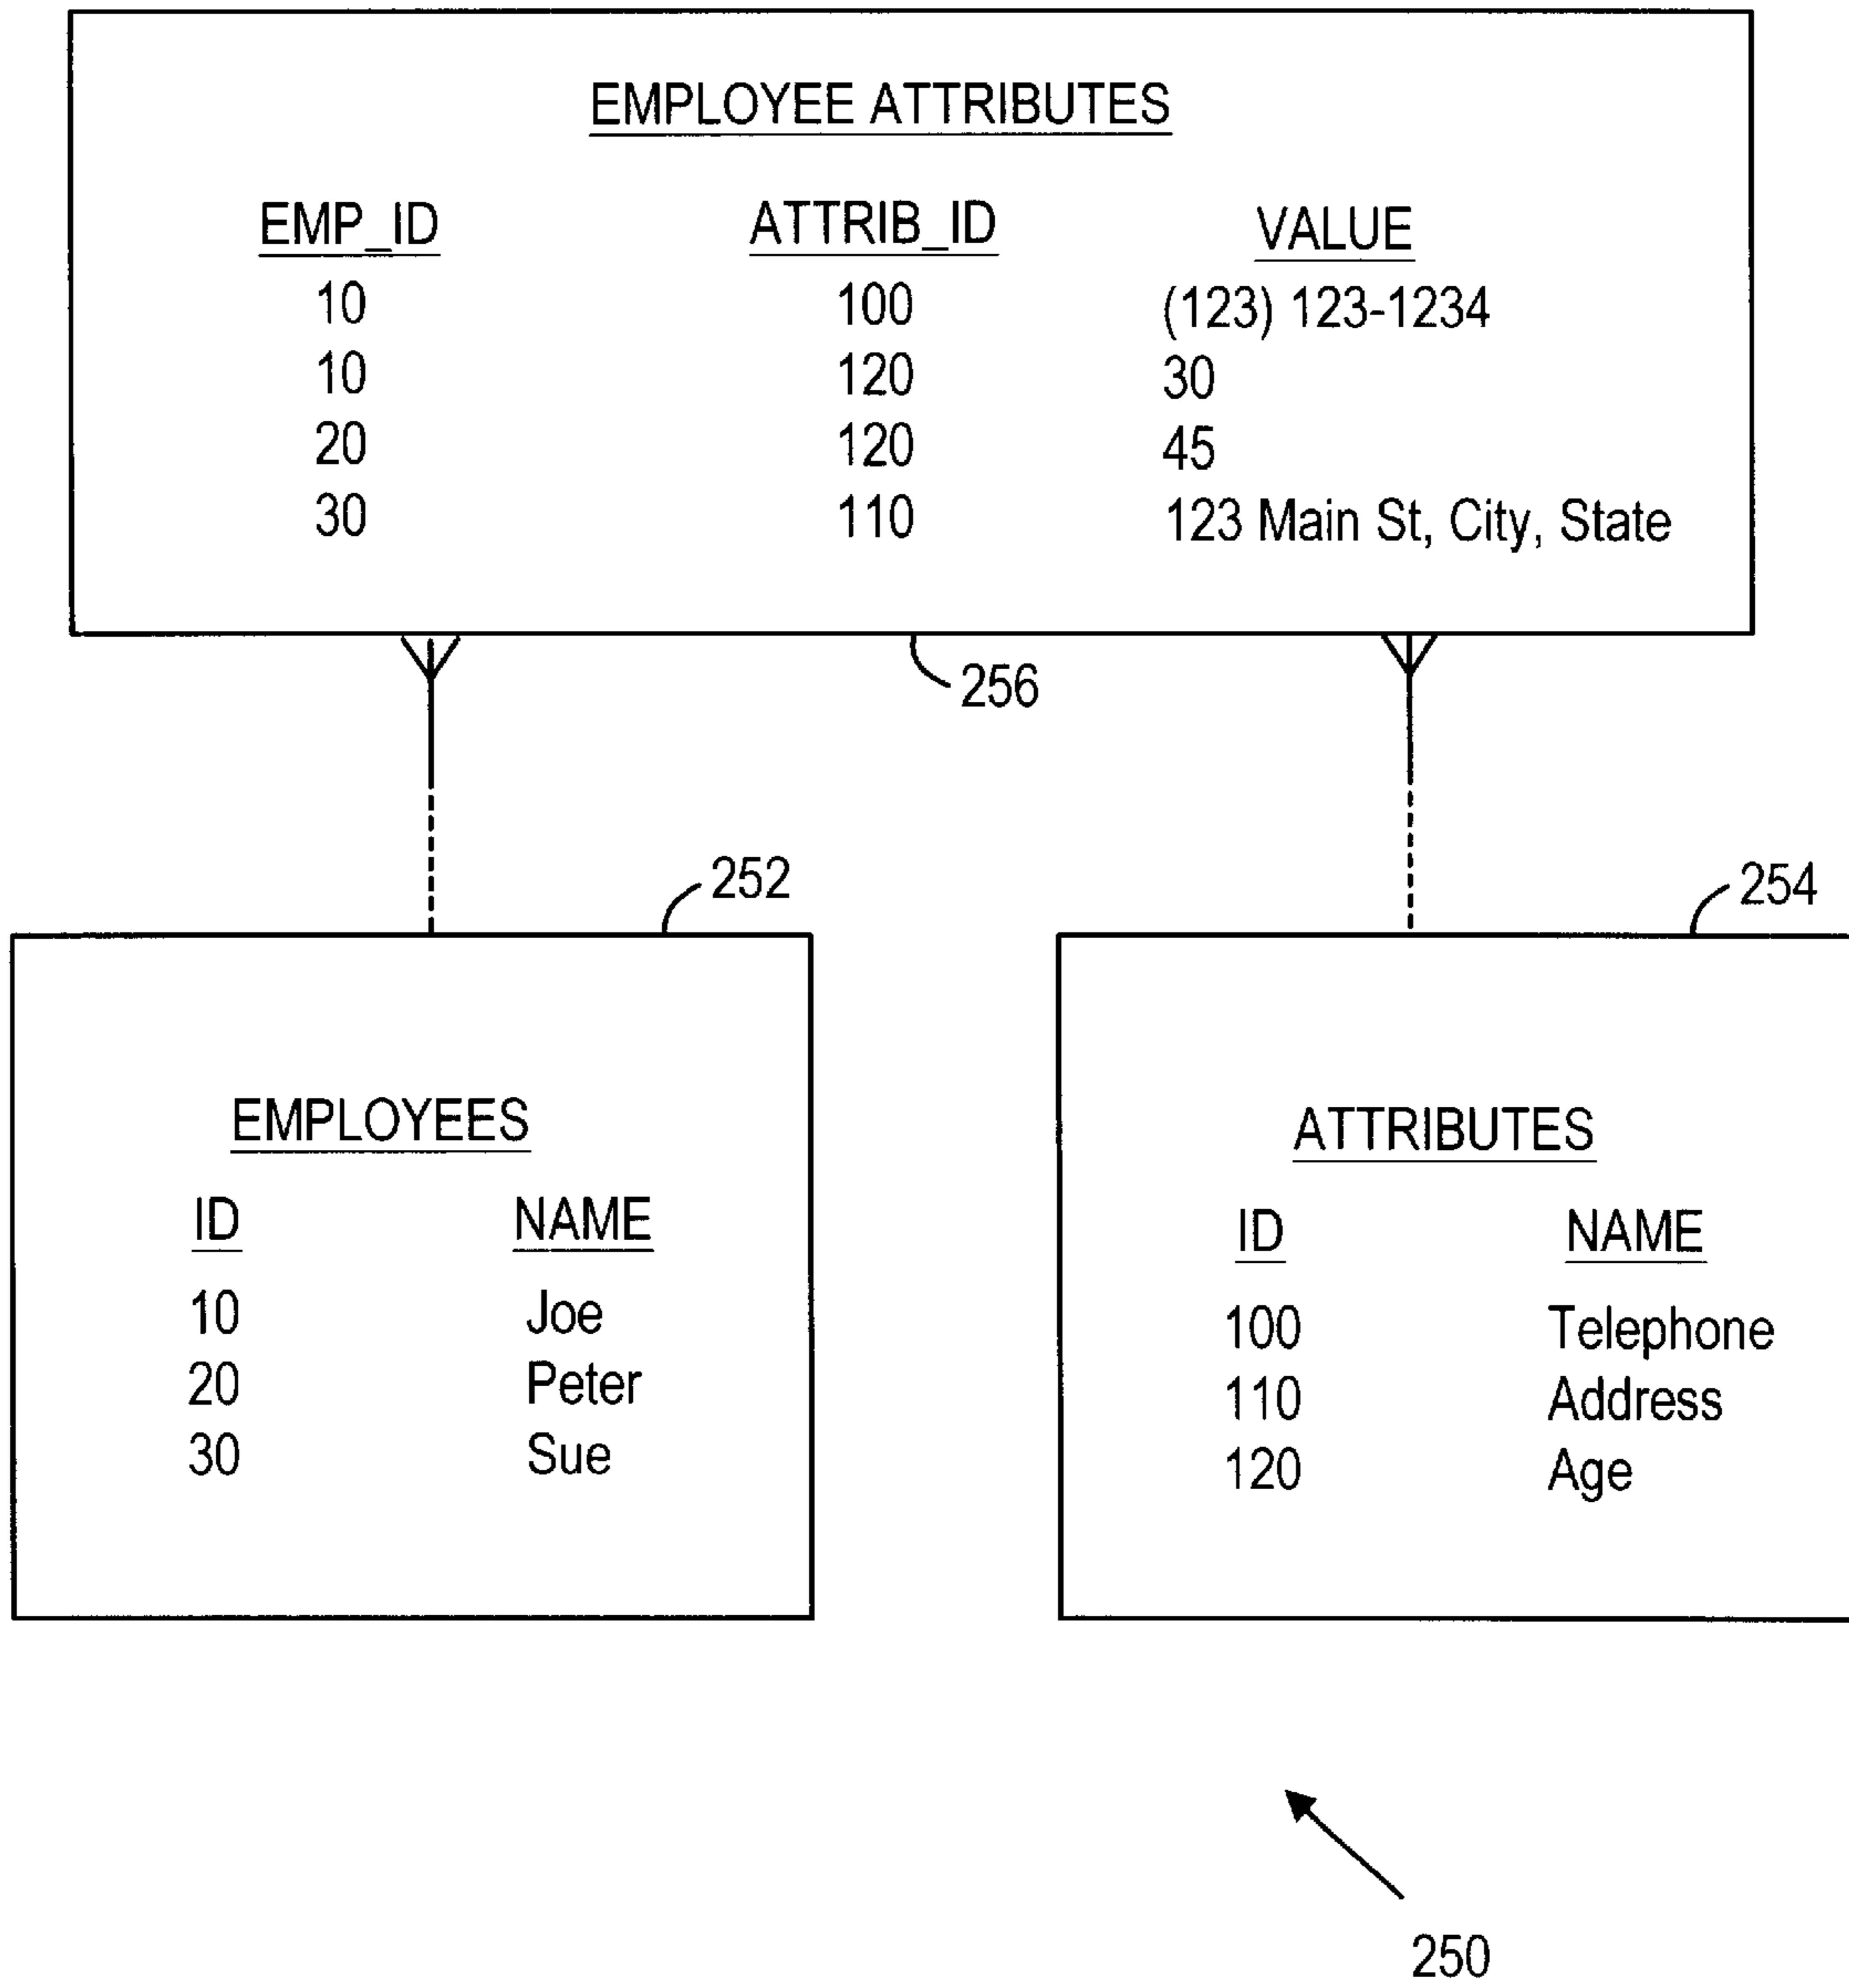 EMPLOYEE ATTRIBUTES
EMP_ID ATTRIB_ID VALUE
10 100 (123) 123-1234
10 120 30
20 120 45
30 110 123 Main St, City, State
256
252
254
EMPLOYEES
ID NAME
10 Joe
20 Peter
30 Sue
ATTRIBUTES
ID NAME
100 Telephone
110 Address
120 Age
250